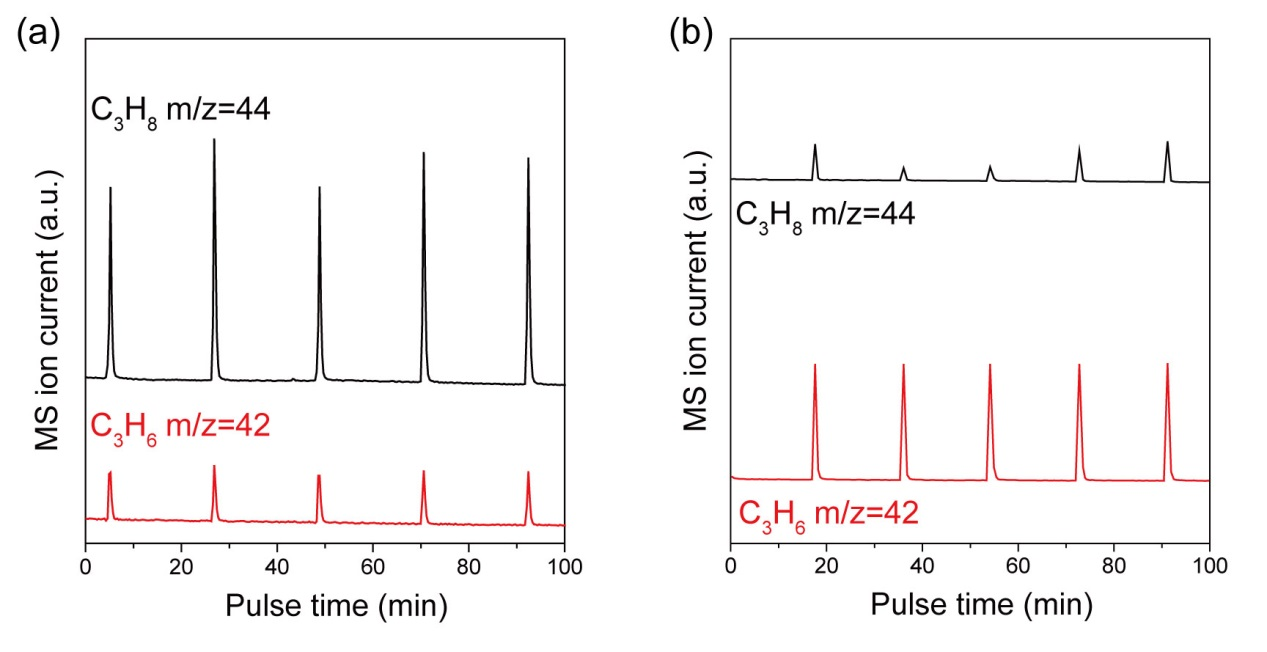 (a)
C₃H₈ m/z=44
C₃H₆ m/z=42
MS ion current (a.u.)
0 20 40 60 80 100
Pulse time (min)
(b)
C₃H₈ m/z=44
C₃H₆ m/z=42
MS ion current (a.u.)
0 20 40 60 80 100
Pulse time (min)